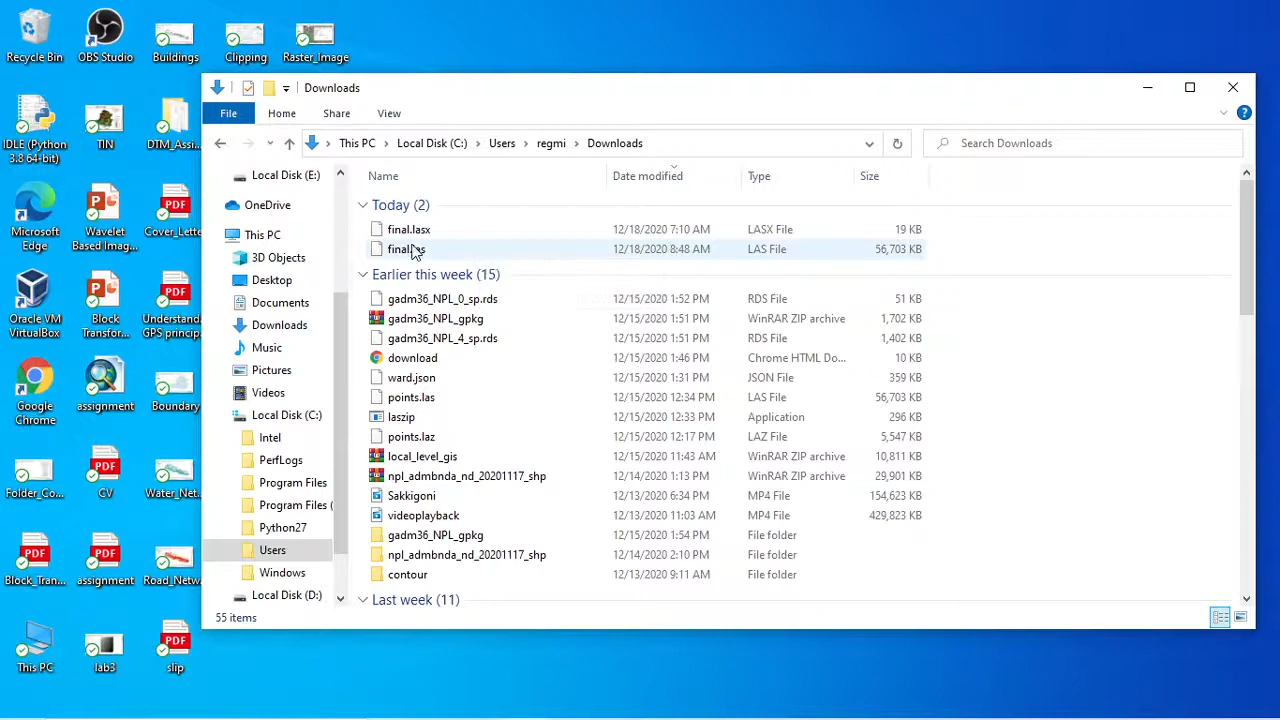 Recycle Bin
OBS Studio
Buildings
Clipping
Raster_Image
IDLE (Python
3.8 64-bit)
TIN
DTM_Assi...
Microsoft
Edge
Wavelet
Based Imag...
Cover_Lette
Oracle VM
VirtualBox
Block
Transfor...
Understand
GPS princip
Google
Chrome
assignment
Boundary
Folder_Co...
CV
Water_Net
Block_Tran...
assignment
Road_Netw
This PC
lab3
slip
PDF
PDF
PDF
PDF
PDF
PDF
PDF
Downloads
File
Home
Share
View
This PC
Local Disk (C:)
Users
regmi
Downloads
Search Downloads
Local Disk (E:)
OneDrive
This PC
3D Objects
Desktop
Documents
Downloads
Music
Pictures
Videos
Local Disk (C:)
Intel
PerfLogs
Program Files
Program Files (
Python27
Users
Windows
Local Disk (D:)
Name Date modified Type Size
Today (2)
final.lasx 12/18/2020 7:10 AM LASX File 19 KB
12/18/2020 8:48 AM LAS File 56,703 KB
Earlier this week (15)
gadm36_NPL_0_sp.rds 12/15/2020 1:52 PM RDS File 51 KB
gadm36_NPL_gpkg 12/15/2020 1:51 PM WinRAR ZIP archive 1,702 KB
gadm36_NPL_4_sp.rds 12/15/2020 1:51 PM RDS File 1,402 KB
download 12/15/2020 1:46 PM Chrome HTML Do... 10 KB
ward.json 12/15/2020 1:31 PM JSON File 359 KB
points.las 12/15/2020 12:34 PM LAS File 56,703 KB
laszip 12/15/2020 12:33 PM Application 296 KB
points.laz 12/15/2020 12:17 PM LAZ File 5,547 KB
local_level_gis 12/15/2020 11:43 AM WinRAR ZIP archive 10,811 KB
npl_admbnda_nd_20201117_shp 12/14/2020 1:13 PM WinRAR ZIP archive 29,901 KB
Sakkigoni 12/13/2020 6:34 PM MP4 File 154,623 KB
videoplayback 12/13/2020 11:03 AM MP4 File 429,823 KB
gadm36_NPL_gpkg 12/15/2020 1:54 PM File folder
npl_admbnda_nd_20201117_shp 12/14/2020 2:10 PM File folder
contour 12/13/2020 9:11 AM File folder
Last week (11)
55 items